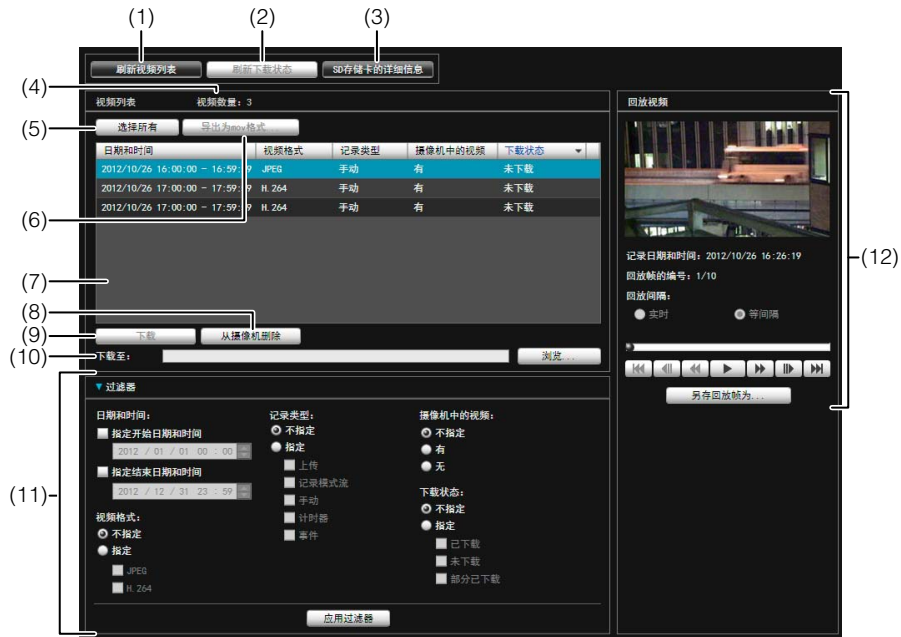 (1) (2) (3)
刷新视频列表 刷新下载状态 SD存储卡的详细信息
(4)
视频列表 视频数量：3
(5) 选择所有 导出为mov格式...
日期和时间 视频格式 记录类型 摄像机中的视频 下载状态
2012/10/26 16:00:00 - 16:59:59 JPEG 手动 有 未下载
2012/10/26 17:00:00 - 17:59:59 H.264 手动 有 未下载
2012/10/26 17:00:00 - 17:59:59 H.264 手动 有 未下载
(6)
(7)
(8)
(9) 下载 从摄像机删除
(10) 下载至： 浏览...
(11)
过滤器
日期和时间：
指定开始日期和时间
2012 / 01 / 01 00 : 00
指定结束日期和时间
2012 / 12 / 31 23 : 59
视频格式：
不指定
指定
JPEG
H.264
记录类型：
不指定
指定
上传
记录模式流
手动
计时器
事件
摄像机中的视频：
不指定
有
无
下载状态：
不指定
指定
已下载
未下载
部分已下载
应用过滤器
回放视频
(12)
记录日期和时间：2012/10/26 16:26:19
回放帧的编号：1/10
回放间隔：
实时 等间隔
另存回放帧为...